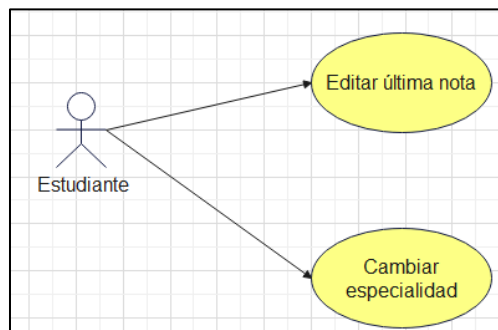 Editar última nota
Estudiante
Cambiar
especialidad